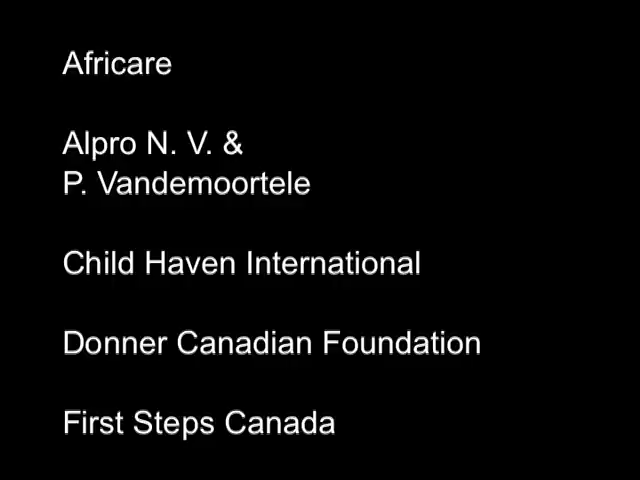 Africare
Alpro N. V. &
P. Vandemoortele
Child Haven International
Donner Canadian Foundation
First Steps Canada